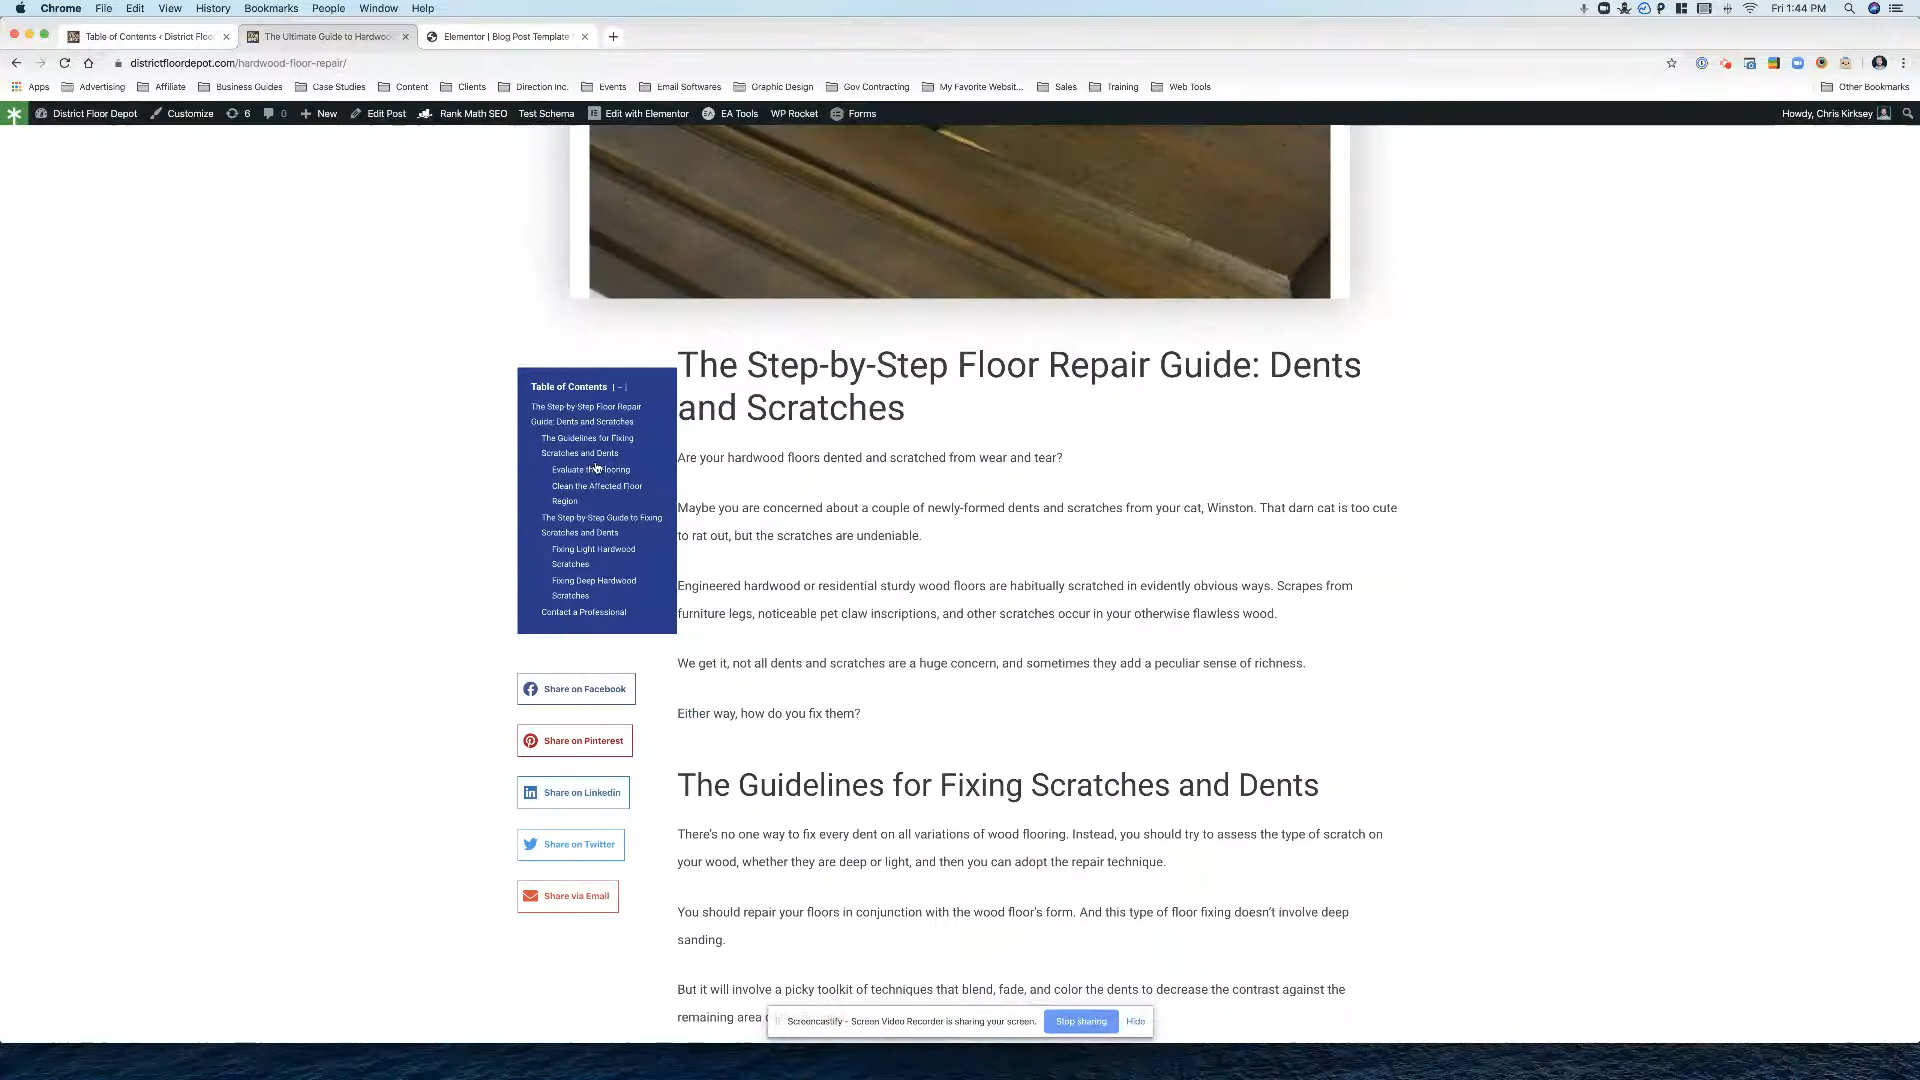 Chrome File Edit View History Bookmarks People Window Help Fri 1:44 PM
Table of Contents ‹ District Floo
The Ultimate Guide to Hardwoo
Elementor | Blog Post Template
districtfloordepot.com/hardwood-floor-repair/
Apps Advertising Affiliate Business Guides Case Studies Content Clients Direction Inc. Events Email Softwares Graphic Design Gov Contracting My Favorite Websit... Sales Training Web Tools Other Bookmarks
District Floor Depot Customize 6 0 New Edit Post Rank Math SEO Test Schema Edit with Elementor EA Tools WP Rocket Forms Howdy, Chris Kirksey
The Step-by-Step Floor Repair Guide: Dents
and Scratches
Table of Contents [ – ]
The Step-by-Step Floor Repair
Guide: Dents and Scratches
The Guidelines for Fixing
Scratches and Dents
Evaluate the Flooring
Clean the Affected Floor
Region
The Step-by-Step Guide to Fixing
Scratches and Dents
Fixing Light Hardwood
Scratches
Fixing Deep Hardwood
Scratches
Contact a Professional
Share on Facebook
Share on Pinterest
Share on Linkedin
Share on Twitter
Share via Email
Are your hardwood floors dented and scratched from wear and tear?
Maybe you are concerned about a couple of newly-formed dents and scratches from your cat, Winston. That darn cat is too cute
to rat out, but the scratches are undeniable.
Engineered hardwood or residential sturdy wood floors are habitually scratched in evidently obvious ways. Scrapes from
furniture legs, noticeable pet claw inscriptions, and other scratches occur in your otherwise flawless wood.
We get it, not all dents and scratches are a huge concern, and sometimes they add a peculiar sense of richness.
Either way, how do you fix them?
The Guidelines for Fixing Scratches and Dents
There's no one way to fix every dent on all variations of wood flooring. Instead, you should try to assess the type of scratch on
your wood, whether they are deep or light, and then you can adopt the repair technique.
You should repair your floors in conjunction with the wood floor's form. And this type of floor fixing doesn't involve deep
sanding.
But it will involve a picky toolkit of techniques that blend, fade, and color the dents to decrease the contrast against the
remaining area
Screencastify - Screen Video Recorder is sharing your screen. Stop sharing Hide